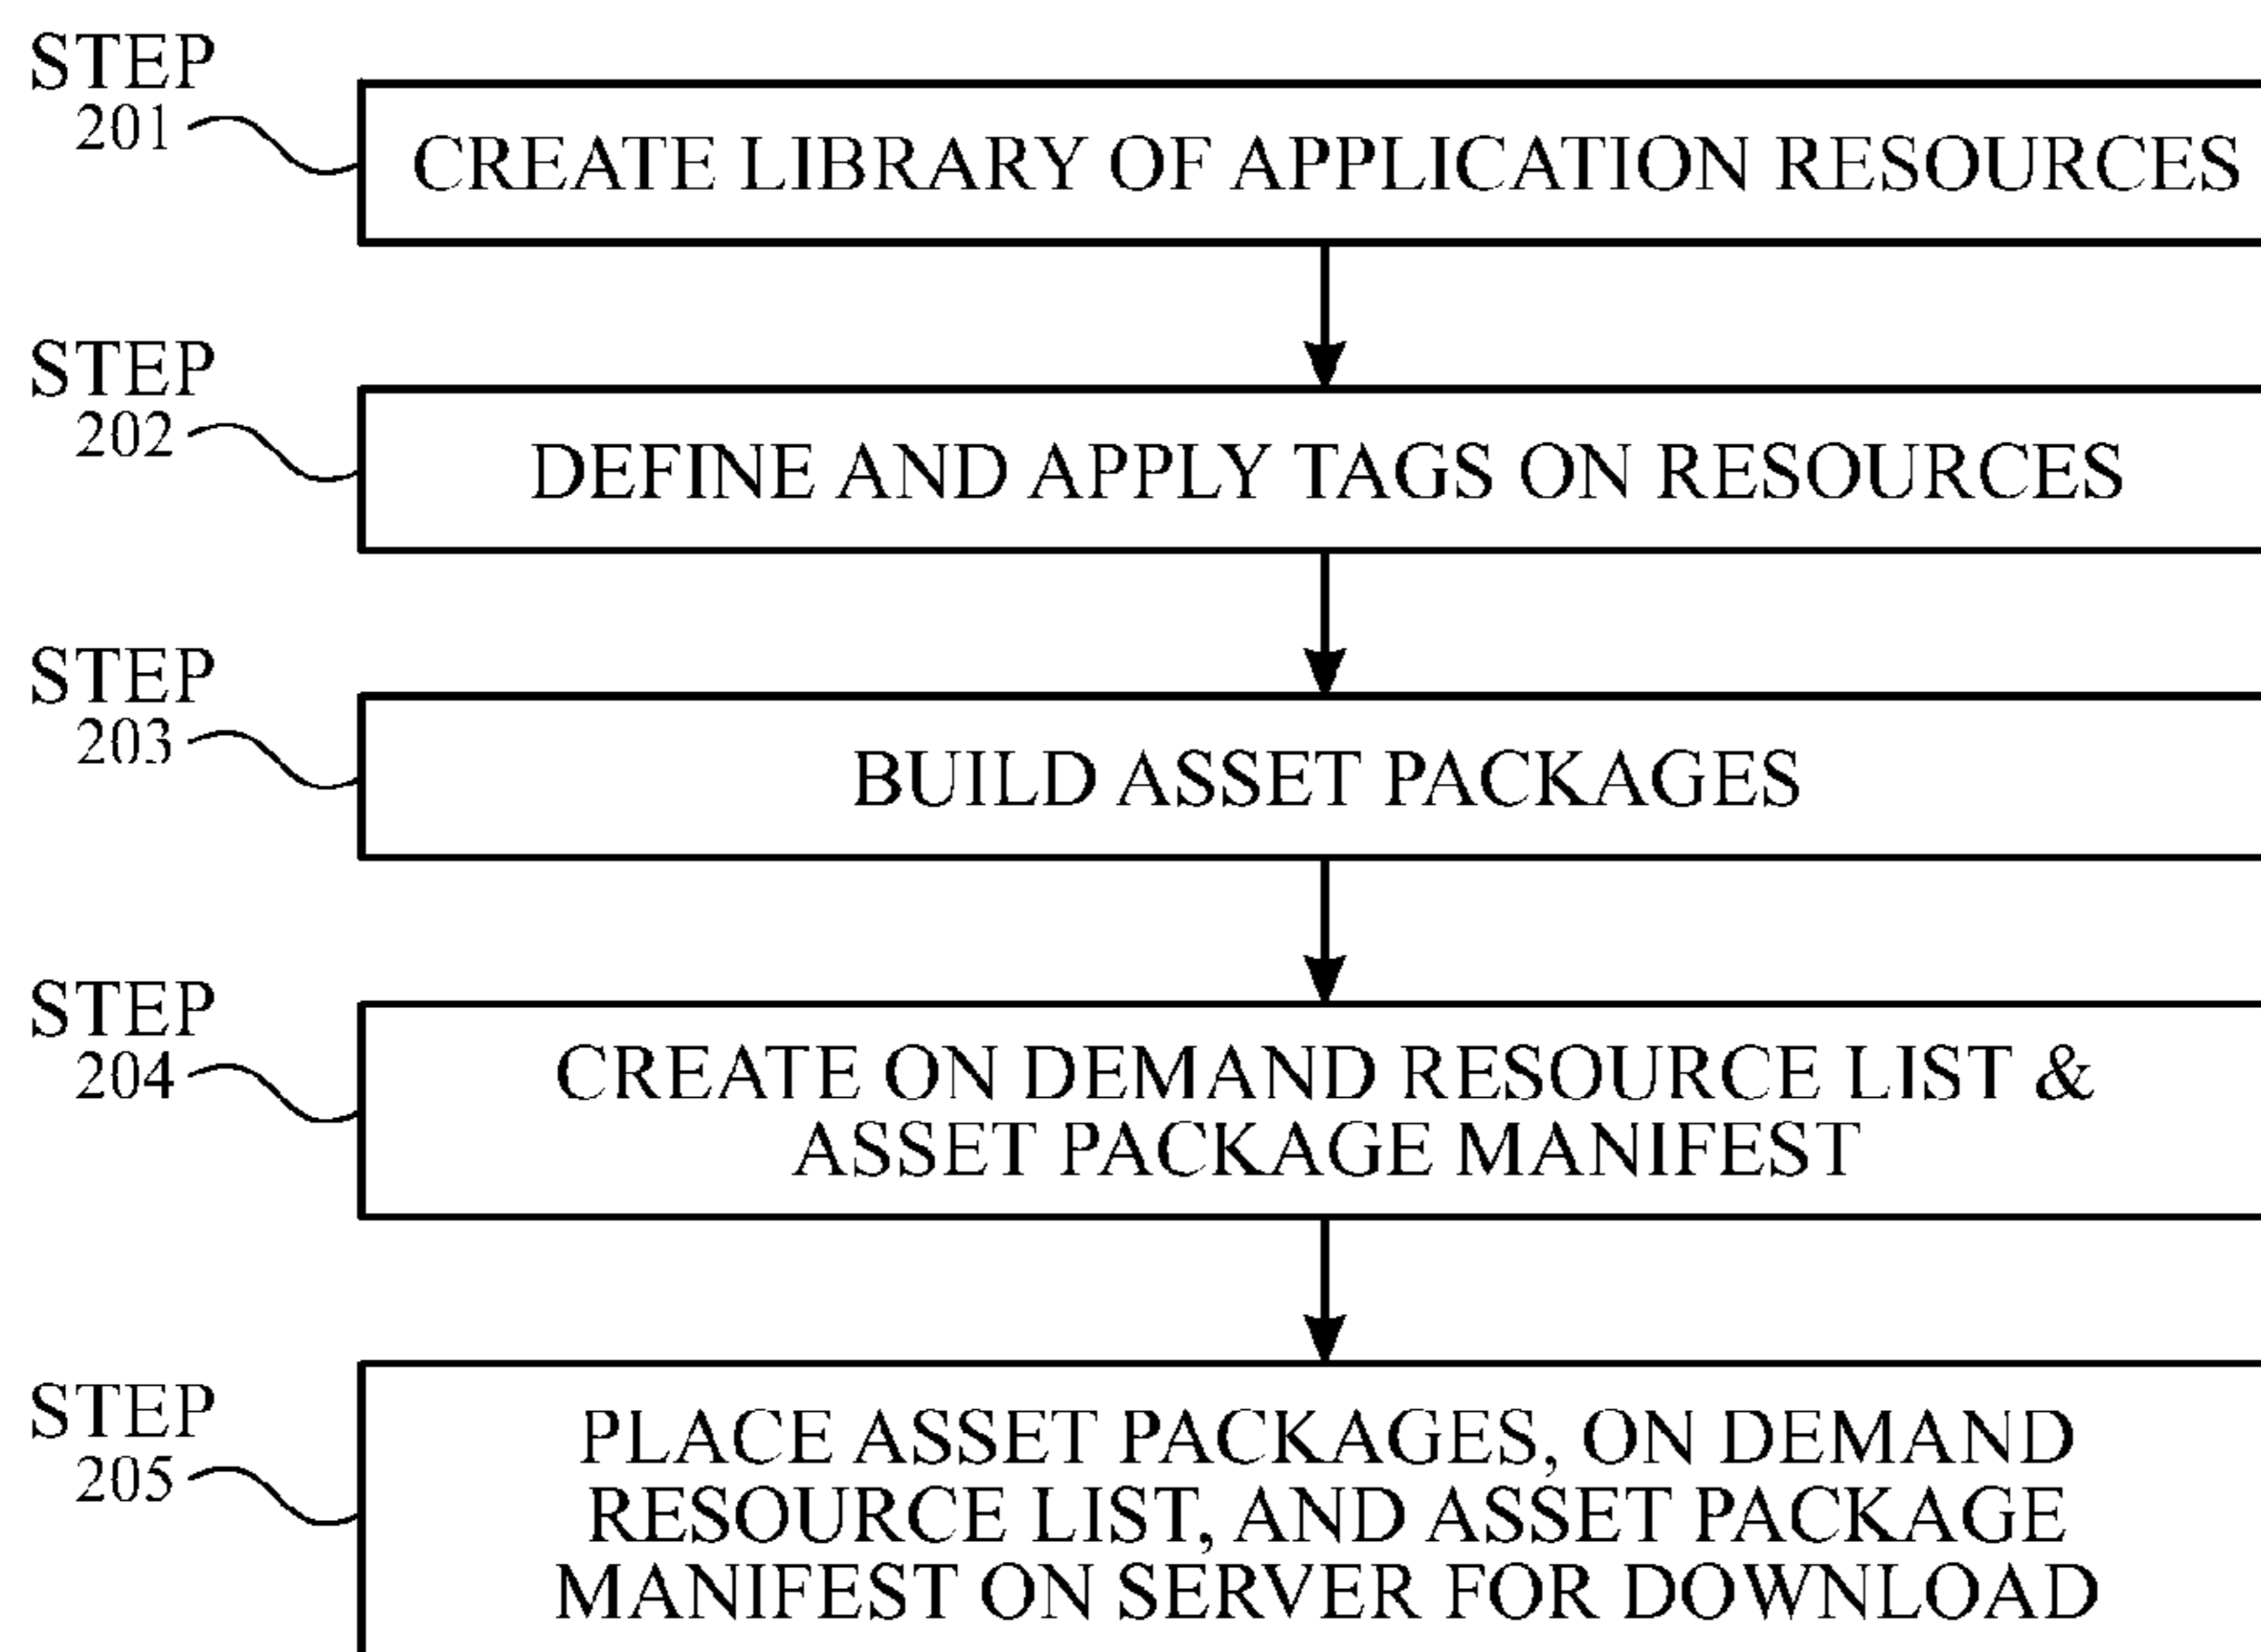 STEP
201
CREATE LIBRARY OF APPLICATION RESOURCES
STEP
202
DEFINE AND APPLY TAGS ON RESOURCES
STEP
203
BUILD ASSET PACKAGES
STEP
204
CREATE ON DEMAND RESOURCE LIST &
ASSET PACKAGE MANIFEST
STEP
205
PLACE ASSET PACKAGES, ON DEMAND
RESOURCE LIST, AND ASSET PACKAGE
MANIFEST ON SERVER FOR DOWNLOAD